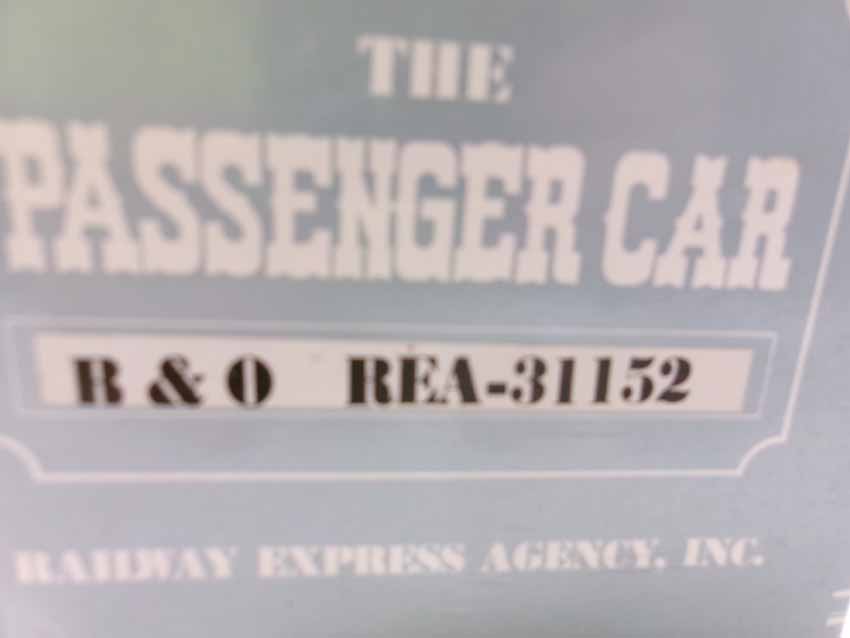 THE
PASSENGER CAR
B & O REA-31152
RAILWAY EXPRESS AGENCY, INC.